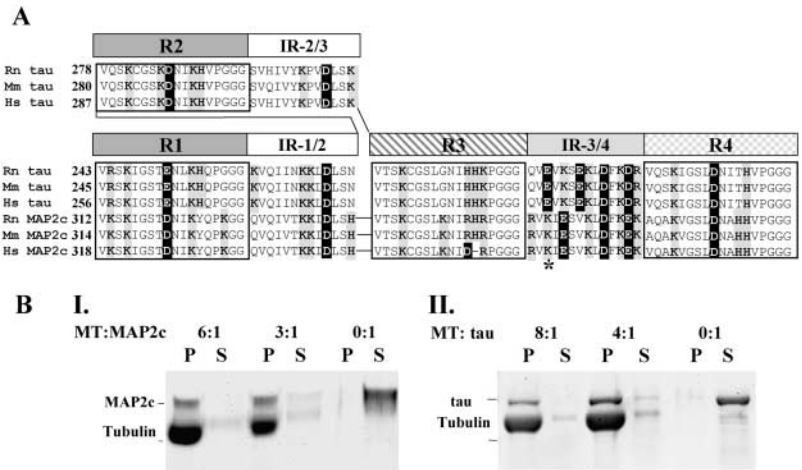 A
R2 IR-2/3
Rn tau 278 VQSKCGSKDNIKHVPGGG SVHIVYKPVDLSK
Mm tau 280 VQSKCGSKDNIKHVPGGG SVHIVYKPVDLSK
Hs tau 287 VQSKCGSKDNIKHVPGGG SVHIVYKPVDLSK
R1 IR-1/2 R3 IR-3/4 R4
Rn tau 243 VRSKIGSTENLKHQPGGG KVQIINKKLDLSN VTSKCGSLGNIHHKPGGG QVEVKSEKLDFKDR VQSKIGSLDNITHVPGGG
Mm tau 245 VRSKIGSTENLKHQPGGG KVQIINKKLDLSN VTSKCGSLGNIHHKPGGG QVEVKSEKLDFKDR VQSKIGSLDNITHVPGGG
Hs tau 256 VKSKIGSTENLKHQPGGG KVQIINKKLDLSN VTSKCGSLGNIHHKPGGG QVEVKSEKLDFKDR VQSKIGSLDNITHVPGGG
Rn MAP2c 312 VKSKIGSTDNIKYQPKGG QVQIVTKKIDLSH VTSKCGSLKNIRHRPGGG RVKIESVKLDFKEK AQAKVGSLDNAHHVPGGG
Mm MAP2c 314 VKSKIGSTDNIKYQPKGG QVQIVTKKIDLSH VTSKCGSLKNIRHRPGGG RVKIESVKLDFKEK AQAKVGSLDNAHHVPGGG
Hs MAP2c 318 VKSKIGSTDNIKYQPKGG QVQIVTKKIDLSH VTSKCGSLKNID-RPGGG RVKIESVKLDFKEK AQAKVGSLDNAHHVPGGG
*
B I. II.
MT:MAP2c 6:1 3:1 0:1 MT: tau 8:1 4:1 0:1
P S P S P S P S P S P S
MAP2c tau
Tubulin Tubulin